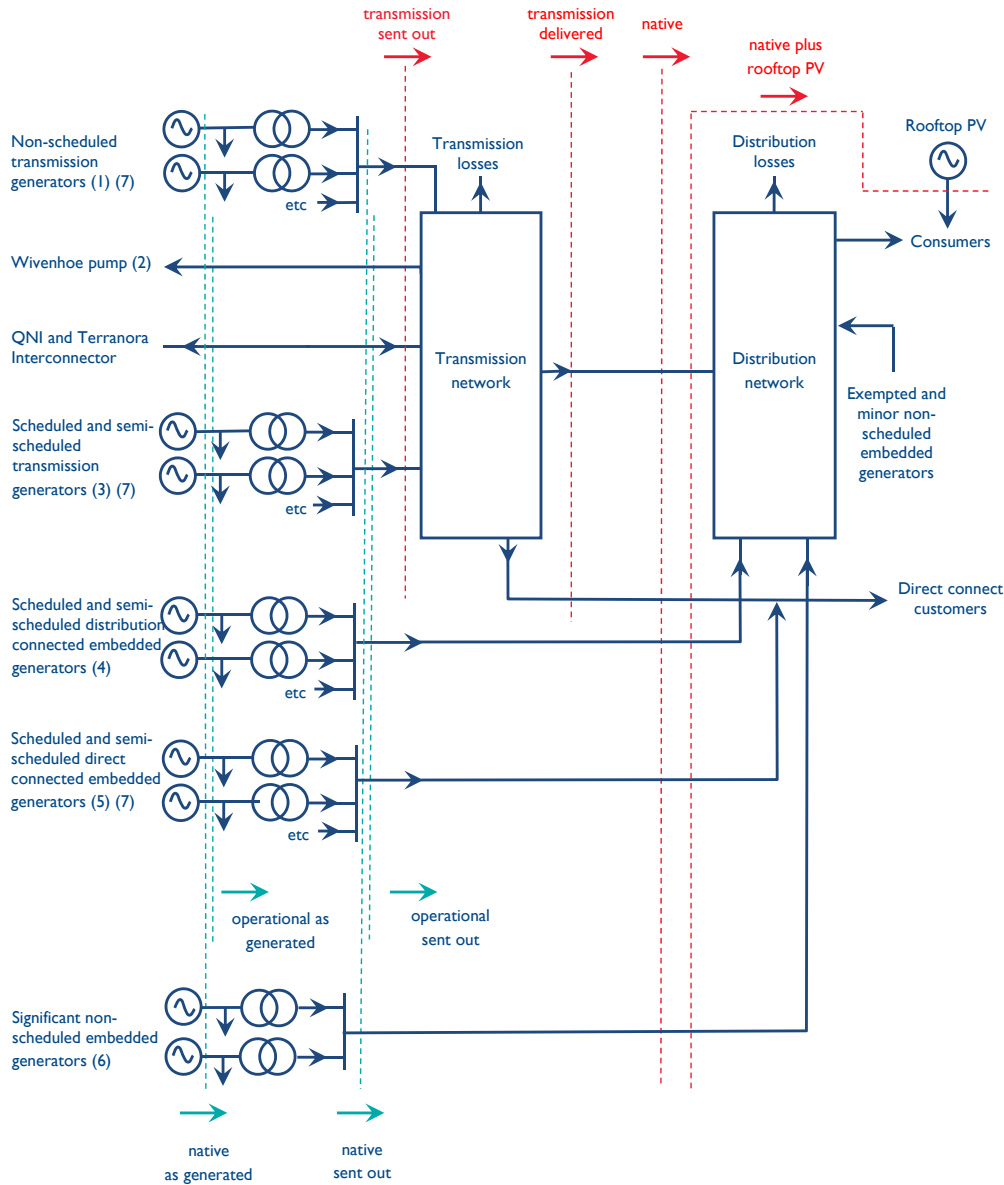 transmission
sent out
transmission
delivered
native
native plus
rooftop PV
Non-scheduled
transmission
generators (1) (7)
etc
Transmission
losses
Distribution
losses
Rooftop PV
Consumers
Wivenhoe pump (2)
QNI and Terranora
Interconnector
Transmission
network
Distribution
network
Exempted and
minor non-
scheduled
embedded
generators
Scheduled and semi-
scheduled
transmission
generators (3) (7)
etc
Direct connect
customers
Scheduled and semi-
scheduled distribution
connected embedded
generators (4)
etc
Scheduled and semi-
scheduled direct
connected embedded
generators (5) (7)
etc
operational as
generated
operational
sent out
Significant non-
scheduled embedded
generators (6)
native
as generated
native
sent out